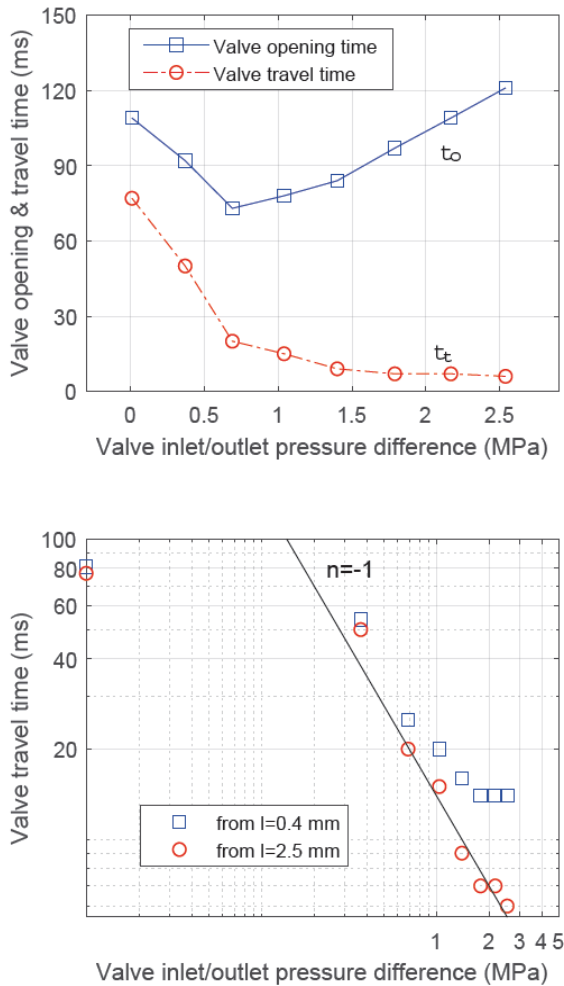 150
120
90
60
30
0
Valve opening & travel time (ms)
Valve opening time
Valve travel time
to
tt
0 0.5 1 1.5 2 2.5
Valve inlet/outlet pressure difference (MPa)
100
80
60
40
20
Valve travel time (ms)
n=-1
from l=0.4 mm
from l=2.5 mm
1 2 3 4 5
Valve inlet/outlet pressure difference (MPa)